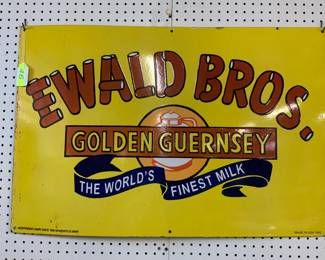 EWALD BROS.
GOLDEN GUERNSEY
THE WORLD'S FINEST MILK